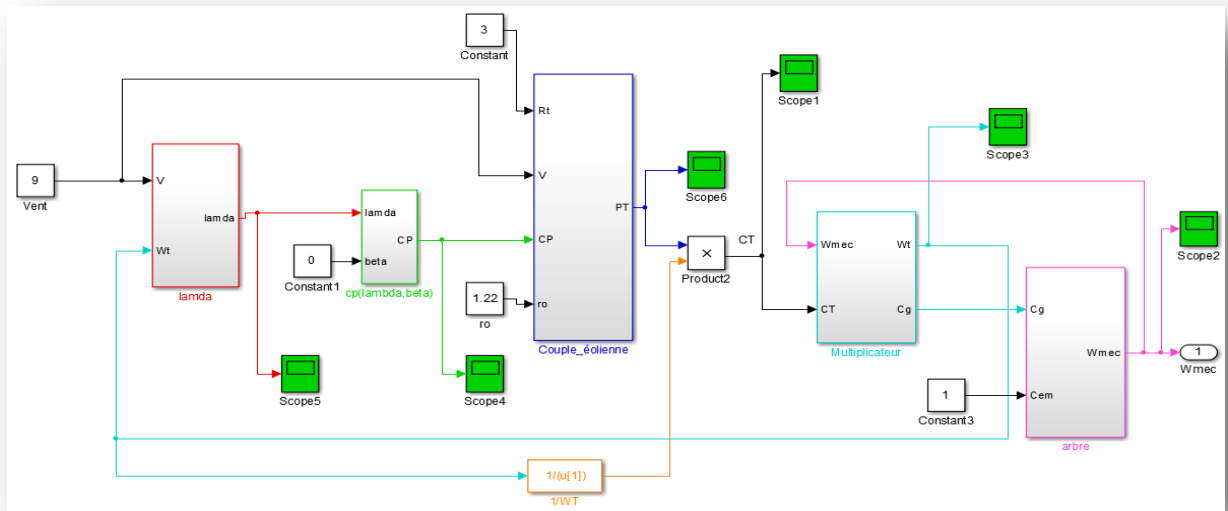 3
Constant
Scope1
Rt
V
CP
ro
PT
Couple_éolienne
Scope6
Scope3
9
Vent
V
Wt
lamda
lamda
lamda
beta
CP
cp(lambda,beta)
0
Constant1
1.22
ro
×
Product2
CT
Wmec
CT
Wt
Cg
Multiplicateur
Scope2
Cg
Cem
Wmec
arbre
1
Wmec
1
Constant3
Scope5
Scope4
1/(u[1])
1/WT